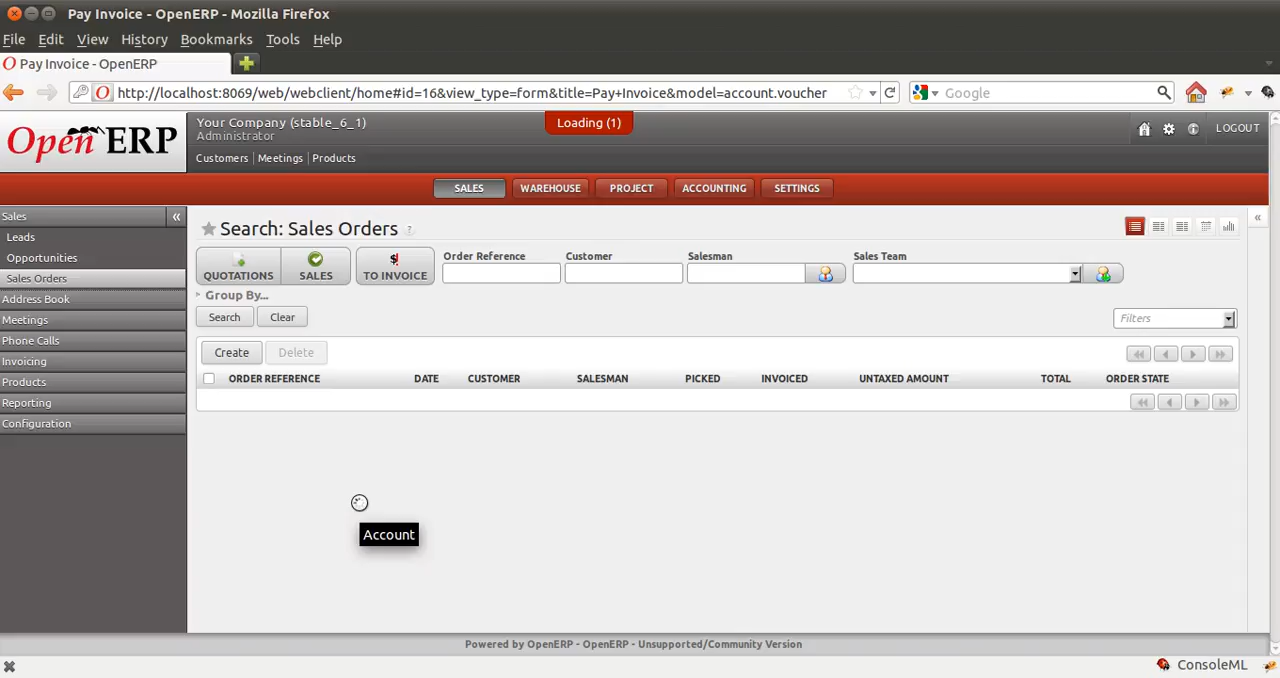 Pay Invoice - OpenERP - Mozilla Firefox
File Edit View History Bookmarks Tools Help
Pay Invoice - OpenERP
http://localhost:8069/web/webclient/home#id=16&view_type=form&title=Pay+Invoice&model=account.voucher
Google
Open ERP
Your Company (stable_6_1)
Administrator
Loading (1)
LOGOUT
Customers Meetings Products
SALES WAREHOUSE PROJECT ACCOUNTING SETTINGS
Sales «
Leads
Opportunities
Sales Orders
Address Book
Meetings
Phone Calls
Invoicing
Products
Reporting
Configuration
Search: Sales Orders ?
«
QUOTATIONS SALES TO INVOICE
Order Reference Customer Salesman Sales Team
Group By...
Search Clear
Filters
Create Delete
ORDER REFERENCE DATE CUSTOMER SALESMAN PICKED INVOICED UNTAXED AMOUNT TOTAL ORDER STATE
Account
Powered by OpenERP - OpenERP - Unsupported/Community Version
ConsoleML